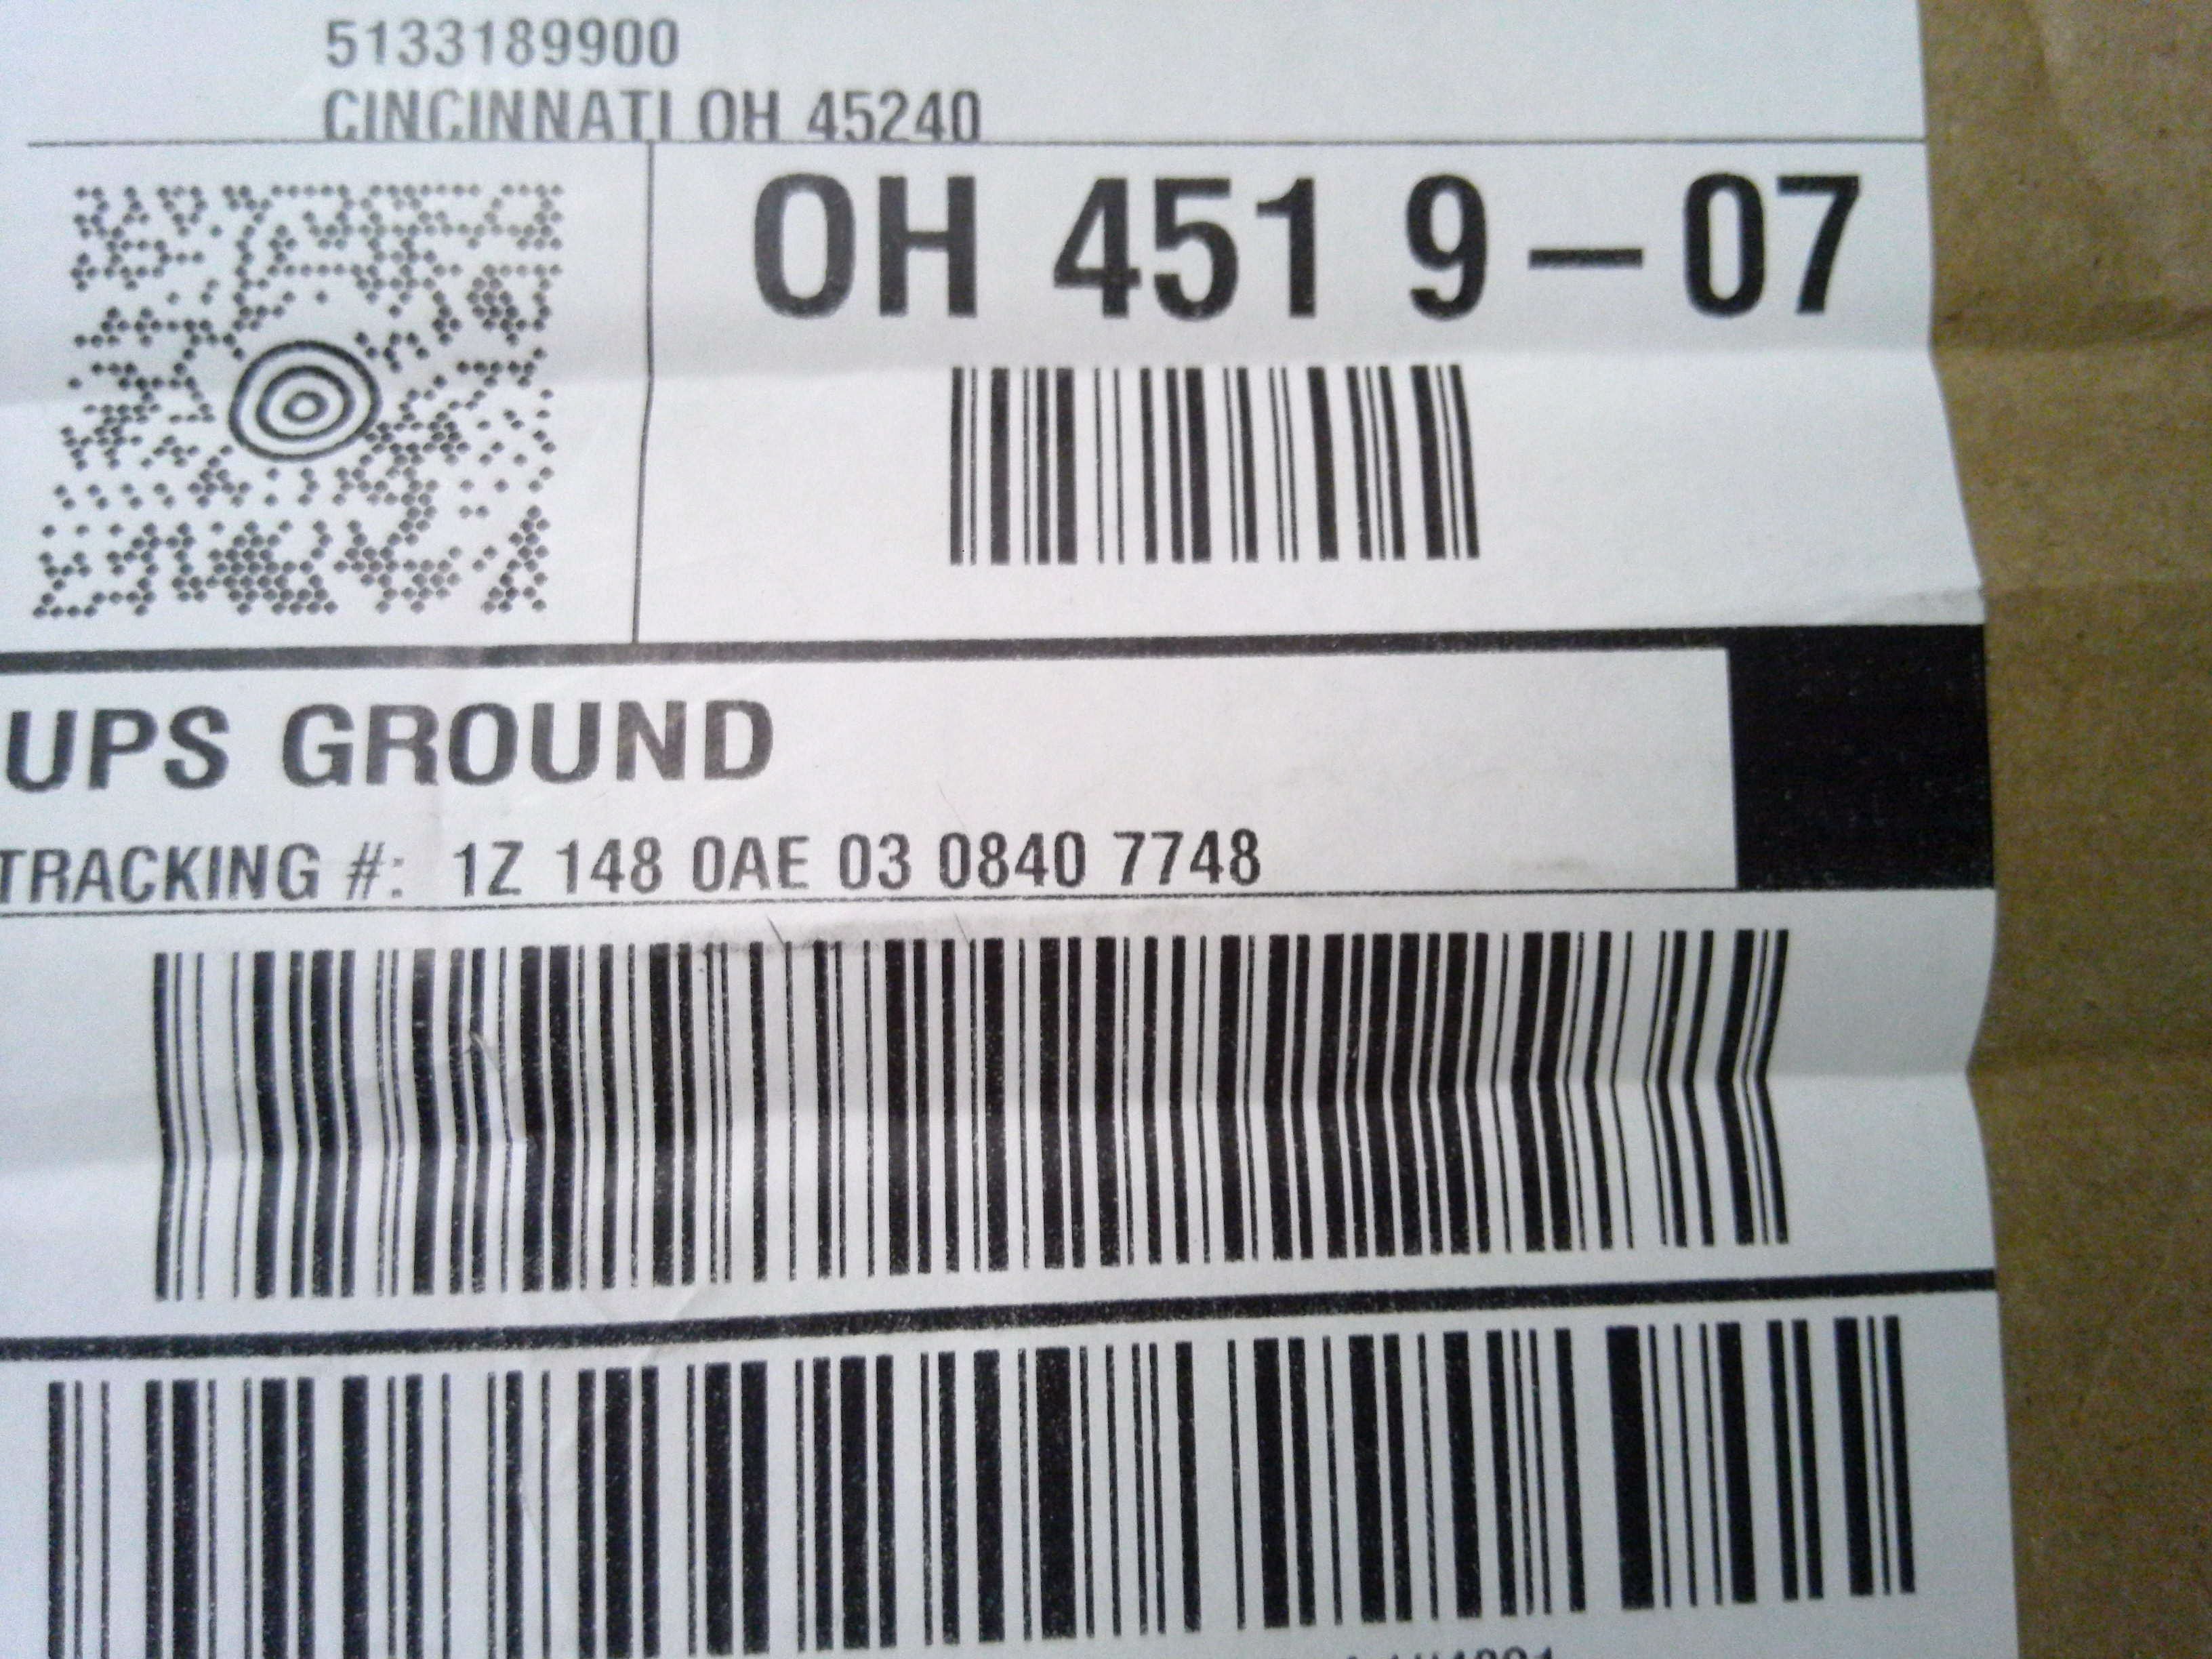 5133189900
CINCINNATI OH 45240
OH 451 9-07
UPS GROUND
TRACKING #: 1Z 148 0AE 03 0840 7748